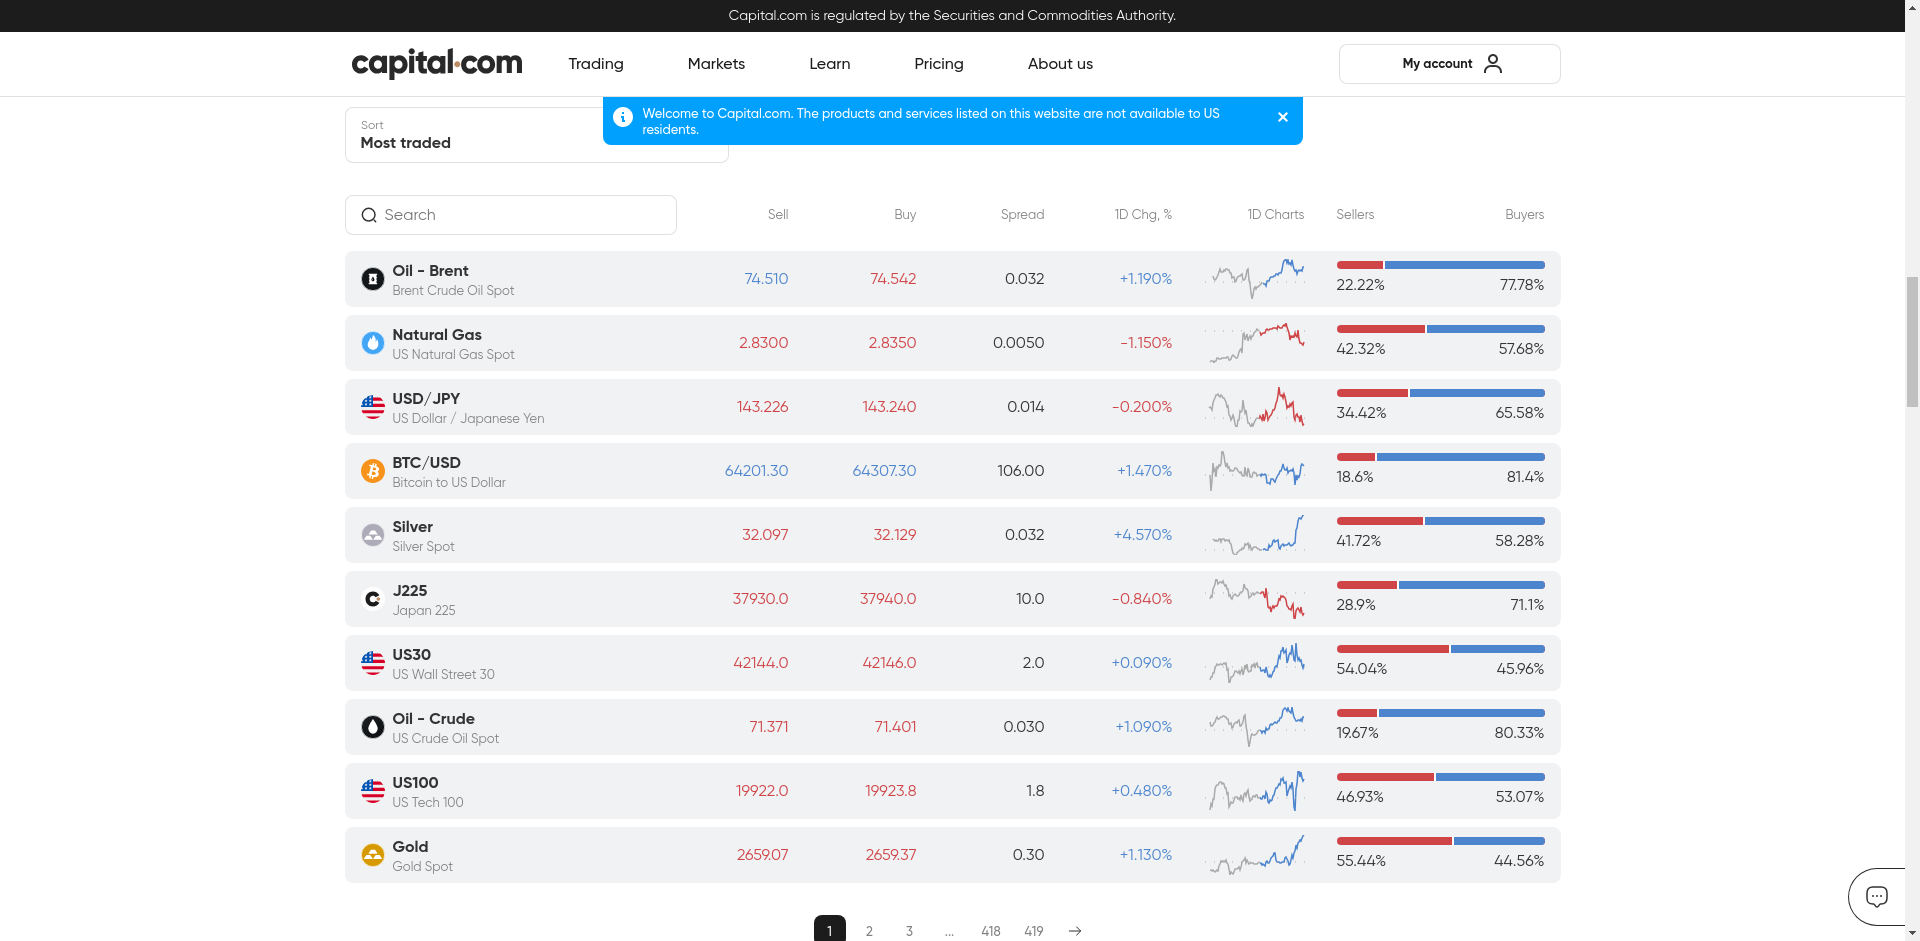 Capital.com is regulated by the Securities and Commodities Authority.
capital.com
Trading
Markets
Learn
Pricing
About us
My account
Welcome to Capital.com. The products and services listed on this website are not available to US
residents.
Sort
Most traded
Search
Sell
Buy
Spread
1D Chg, %
1D Charts
Sellers
Buyers
Oil - Brent
Brent Crude Oil Spot
74.510
74.542
0.032
+1.190%
22.22%
77.78%
Natural Gas
US Natural Gas Spot
2.8300
2.8350
0.0050
-1.150%
42.32%
57.68%
USD/JPY
US Dollar / Japanese Yen
143.226
143.240
0.014
-0.200%
34.42%
65.58%
BTC/USD
Bitcoin to US Dollar
64201.30
64307.30
106.00
+1.470%
18.6%
81.4%
Silver
Silver Spot
32.097
32.129
0.032
+4.570%
41.72%
58.28%
J225
Japan 225
37930.0
37940.0
10.0
-0.840%
28.9%
71.1%
US30
US Wall Street 30
42144.0
42146.0
2.0
+0.090%
54.04%
45.96%
Oil - Crude
US Crude Oil Spot
71.371
71.401
0.030
+1.090%
19.67%
80.33%
US100
US Tech 100
19922.0
19923.8
1.8
+0.480%
46.93%
53.07%
Gold
Gold Spot
2659.07
2659.37
0.30
+1.130%
55.44%
44.56%
1
2
3
...
418
419